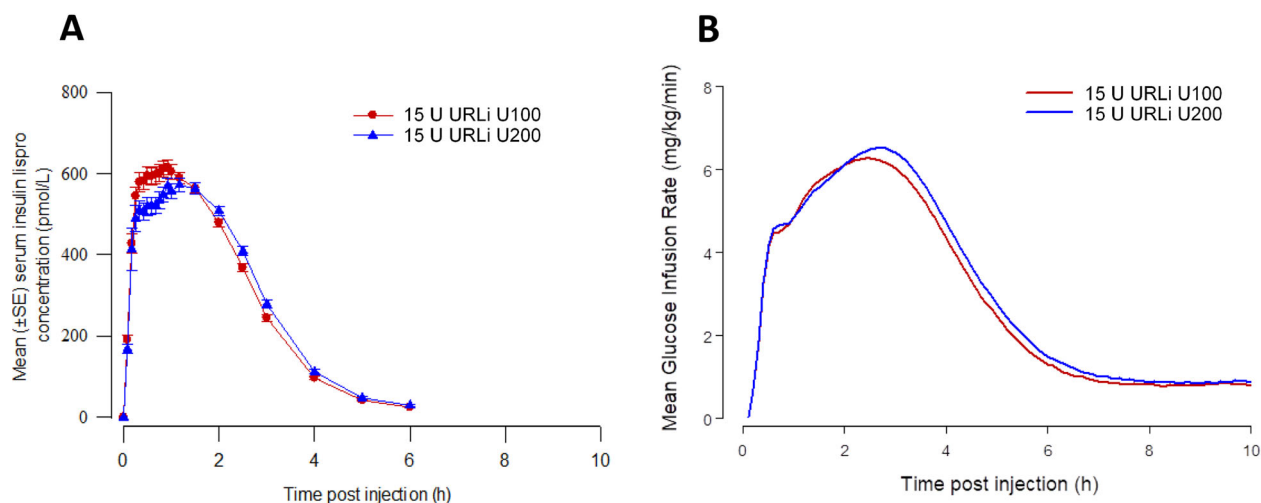 A
Mean (±SE) serum insulin lispro
concentration (pmol/L)
800
600
400
200
0
15 U URLi U100
15 U URLi U200
0 2 4 6 8 10
Time post injection (h)
B
Mean Glucose Infusion Rate (mg/kg/min)
8
6
4
2
0
15 U URLi U100
15 U URLi U200
0 2 4 6 8 10
Time post injection (h)